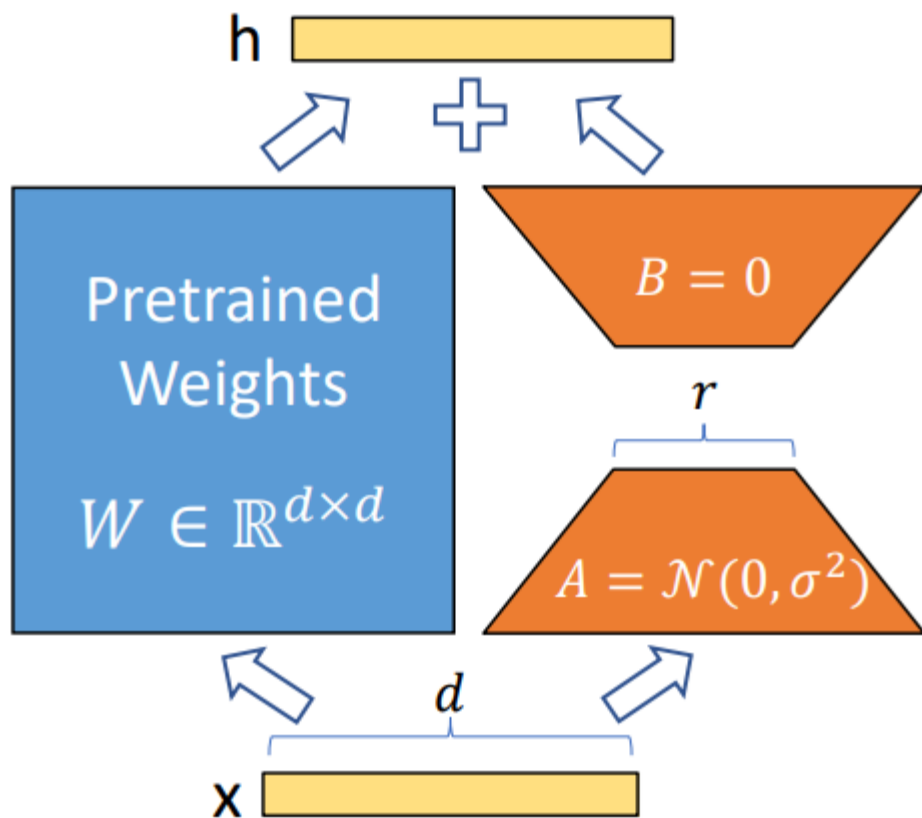 h
Pretrained
Weights
W ∈ ℝ^{d×d}
B = 0
r
A = 𝒩(0, σ²)
d
x